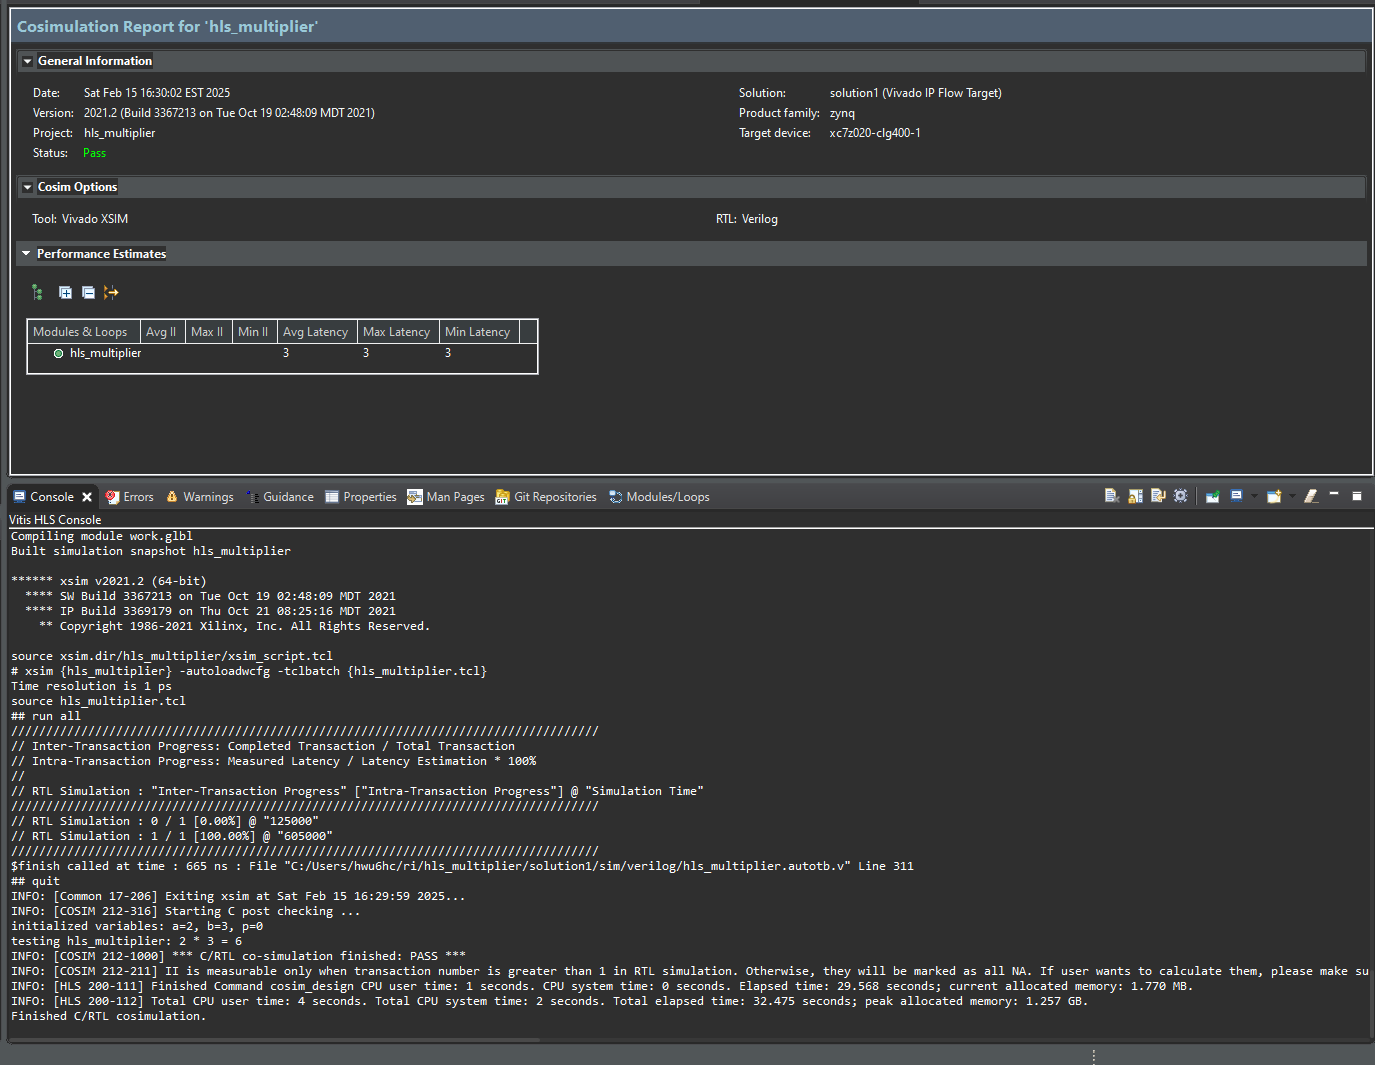 Cosimulation Report for 'hls_multiplier'
General Information
Date: Sat Feb 15 16:30:02 EST 2025 Solution: solution1 (Vivado IP Flow Target)
Version: 2021.2 (Build 3367213 on Tue Oct 19 02:48:09 MDT 2021) Product family: zynq
Project: hls_multiplier Target device: xc7z020-clg400-1
Status: Pass
Cosim Options
Tool: Vivado XSIM RTL: Verilog
Performance Estimates
Modules & Loops Avg II Max II Min II Avg Latency Max Latency Min Latency
hls_multiplier 3 3 3
Console Errors Warnings Guidance Properties Man Pages Git Repositories Modules/Loops
Vitis HLS Console
Compiling module work.glbl
Built simulation snapshot hls_multiplier
****** xsim v2021.2 (64-bit)
**** SW Build 3367213 on Tue Oct 19 02:48:09 MDT 2021
**** IP Build 3369179 on Thu Oct 21 08:25:16 MDT 2021
** Copyright 1986-2021 Xilinx, Inc. All Rights Reserved.
source xsim.dir/hls_multiplier/xsim_script.tcl
# xsim {hls_multiplier} -autoloadwcfg -tclbatch {hls_multiplier.tcl}
Time resolution is 1 ps
source hls_multiplier.tcl
## run all
////////////////////////////////////////////////////////////////////////////////////
// Inter-Transaction Progress: Completed Transaction / Total Transaction
// Intra-Transaction Progress: Measured Latency / Latency Estimation * 100%
//
// RTL Simulation : "Inter-Transaction Progress" ["Intra-Transaction Progress"] @ "Simulation Time"
////////////////////////////////////////////////////////////////////////////////////
// RTL Simulation : 0 / 1 [0.00%] @ "125000"
// RTL Simulation : 1 / 1 [100.00%] @ "605000"
////////////////////////////////////////////////////////////////////////////////////
$finish called at time : 665 ns : File "C:/Users/hwu6hc/ri/hls_multiplier/solution1/sim/verilog/hls_multiplier.autotb.v" Line 311
## quit
INFO: [Common 17-206] Exiting xsim at Sat Feb 15 16:29:59 2025...
INFO: [COSIM 212-316] Starting C post checking ...
initialized variables: a=2, b=3, p=0
testing hls_multiplier: 2 * 3 = 6
INFO: [COSIM 212-1000] *** C/RTL co-simulation finished: PASS ***
INFO: [COSIM 212-211] II is measurable only when transaction number is greater than 1 in RTL simulation. Otherwise, they will be marked as all NA. If user wants to calculate them, please make su
INFO: [HLS 200-111] Finished Command cosim_design CPU user time: 1 seconds. CPU system time: 0 seconds. Elapsed time: 29.568 seconds; current allocated memory: 1.770 MB.
INFO: [HLS 200-112] Total CPU user time: 4 seconds. Total CPU system time: 2 seconds. Total elapsed time: 32.475 seconds; peak allocated memory: 1.257 GB.
Finished C/RTL cosimulation.